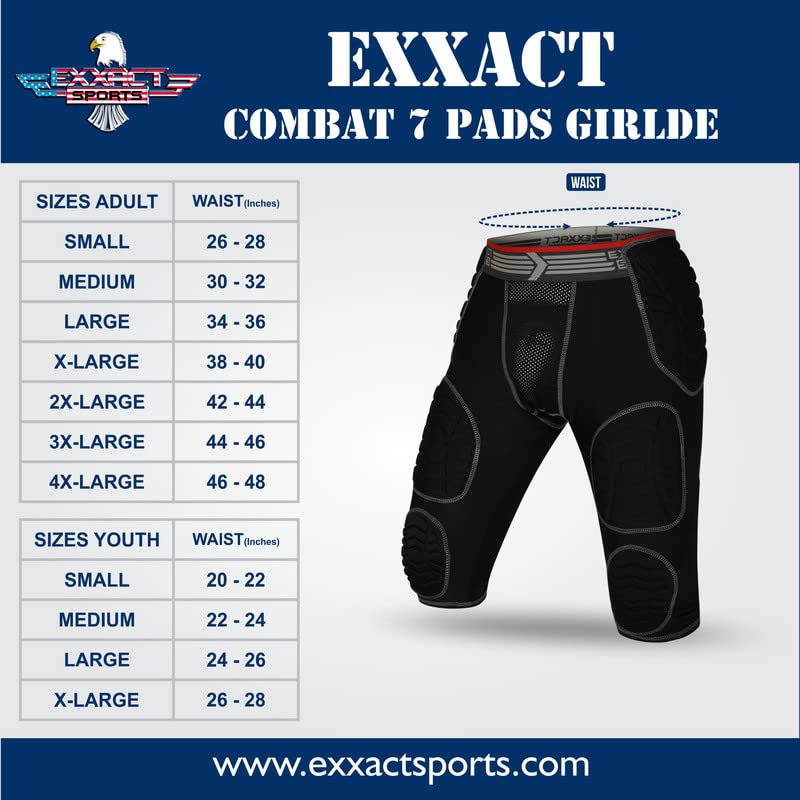 EXXACT
SPORTS
EXXACT
COMBAT 7 PADS GIRLDE
SIZES ADULT WAIST(Inches)
SMALL 26 - 28
MEDIUM 30 - 32
LARGE 34 - 36
X-LARGE 38 - 40
2X-LARGE 42 - 44
3X-LARGE 44 - 46
4X-LARGE 46 - 48
SIZES YOUTH WAIST(Inches)
SMALL 20 - 22
MEDIUM 22 - 24
LARGE 24 - 26
X-LARGE 26 - 28
WAIST
EXXACT
www.exxactsports.com